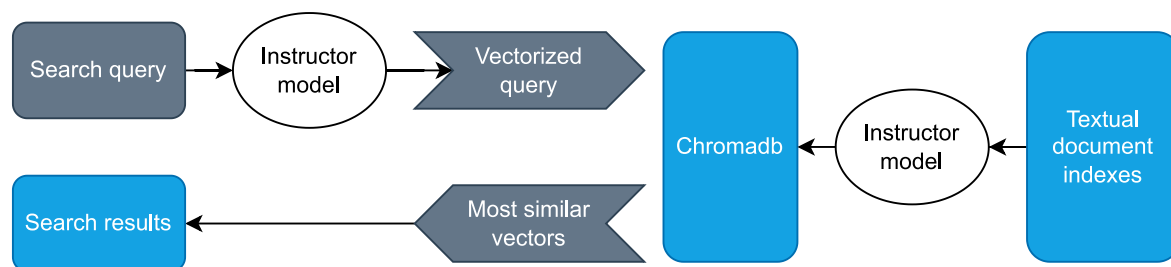 Search query
Instructor
model
Vectorized
query
Chromadb
Instructor
model
Textual
document
indexes
Search results
Most similar
vectors